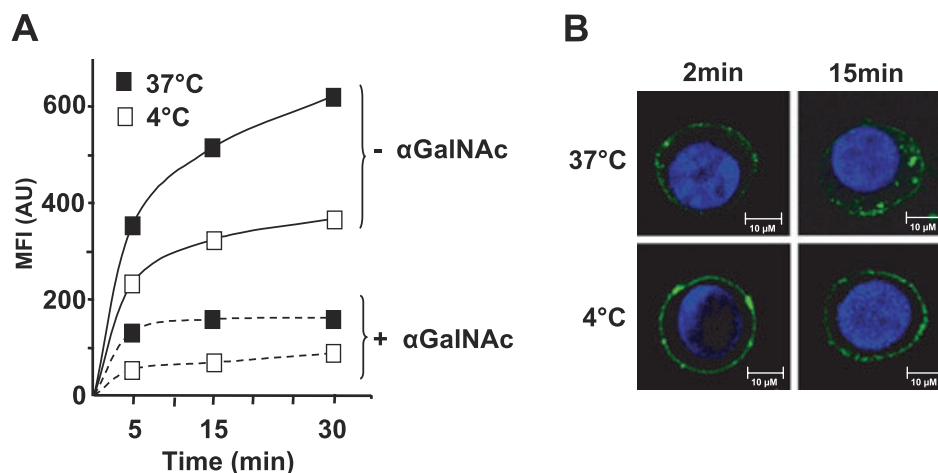 A
B
37°C
4°C
600
400
200
0
MFI (AU)
5
15
30
Time (min)
- αGalNAc
+ αGalNAc
2min
15min
37°C
4°C
10 µM
10 µM
10 µM
10 µM